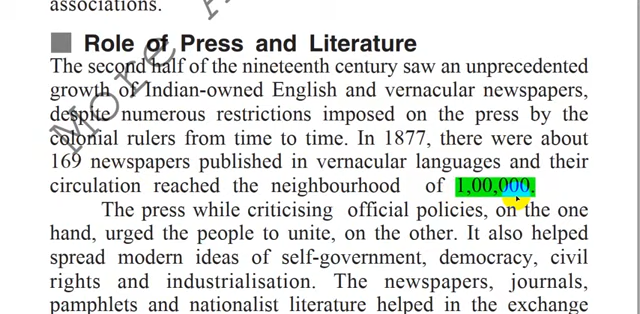 associations.
Role of Press and Literature
The second half of the nineteenth century saw an unprecedented
growth of Indian-owned English and vernacular newspapers,
despite numerous restrictions imposed on the press by the
colonial rulers from time to time. In 1877, there were about
169 newspapers published in vernacular languages and their
circulation reached the neighbourhood of 1,00,000.
The press while criticising official policies, on the one
hand, urged the people to unite, on the other. It also helped
spread modern ideas of self-government, democracy, civil
rights and industrialisation. The newspapers, journals,
pamphlets and nationalist literature helped in the exchange
More